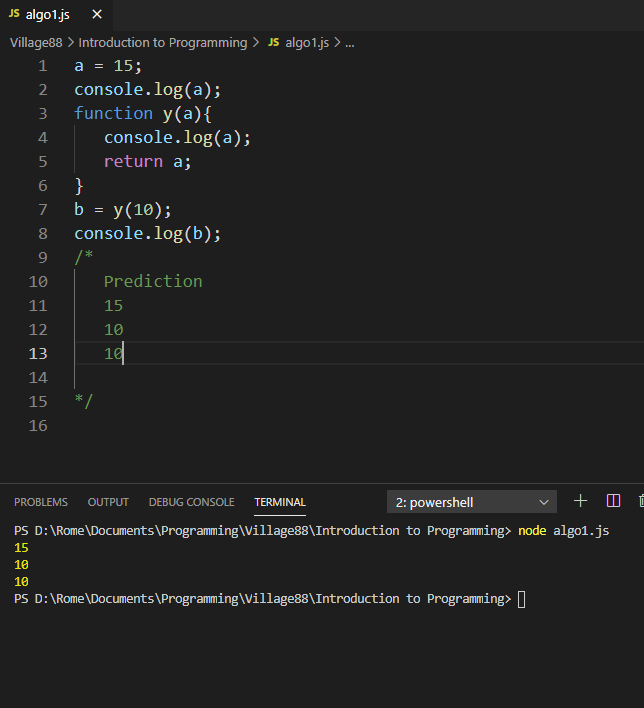 JS algo1.js ×
Village88 > Introduction to Programming > JS algo1.js > ...
1 a = 15;
2 console.log(a);
3 function y(a){
4 console.log(a);
5 return a;
6 }
7 b = y(10);
8 console.log(b);
9 /*
10 Prediction
11 15
12 10
13 10
14
15 */
16
PROBLEMS OUTPUT DEBUG CONSOLE TERMINAL 2: powershell
PS D:\Rome\Documents\Programming\Village88\Introduction to Programming> node algo1.js
15
10
10
PS D:\Rome\Documents\Programming\Village88\Introduction to Programming>